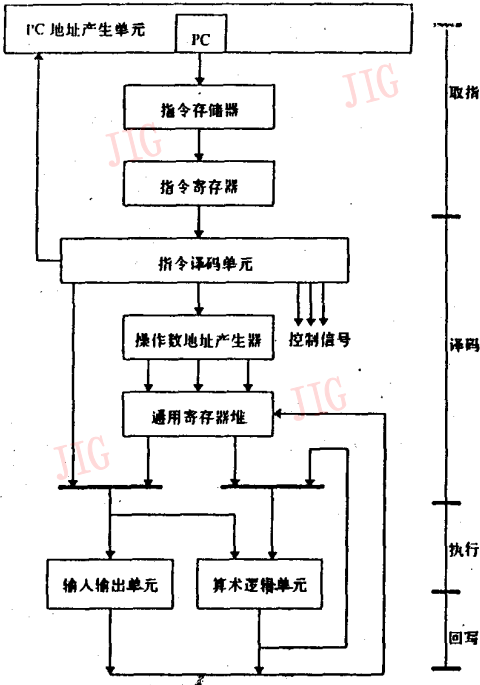 PC 地址产生单元
PC
取指
指令存储器
指令寄存器
指令译码单元
操作数地址产生器
控制信号
译码
通用寄存器堆
执行
输入输出单元
算术逻辑单元
回写
JIG
JIG
JIG
JIG